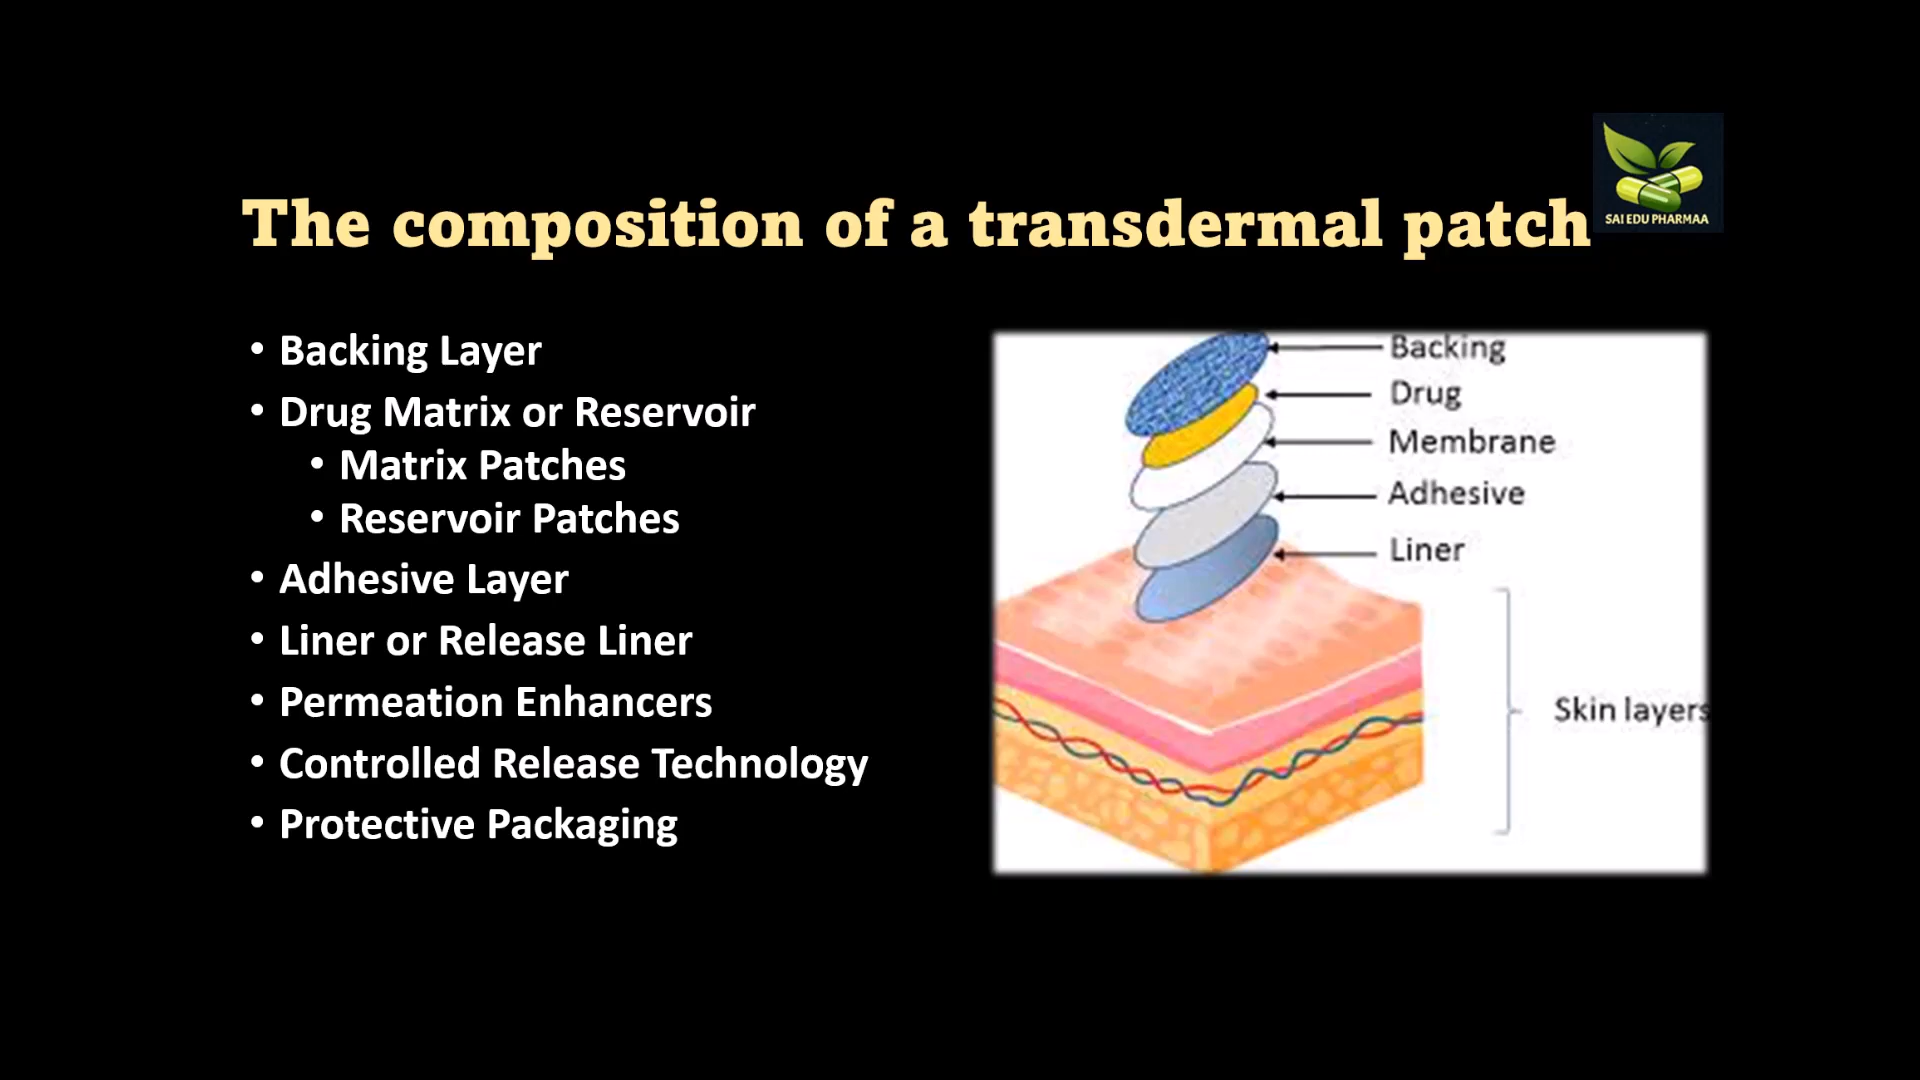 SAI EDU PHARMAA
The composition of a transdermal patch
• Backing Layer
• Drug Matrix or Reservoir
• Matrix Patches
• Reservoir Patches
• Adhesive Layer
• Liner or Release Liner
• Permeation Enhancers
• Controlled Release Technology
• Protective Packaging
Backing
Drug
Membrane
Adhesive
Liner
Skin layers